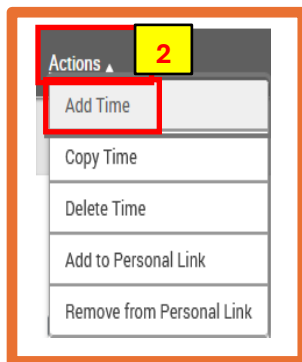 Actions ▲ 2
Add Time
Copy Time
Delete Time
Add to Personal Link
Remove from Personal Link